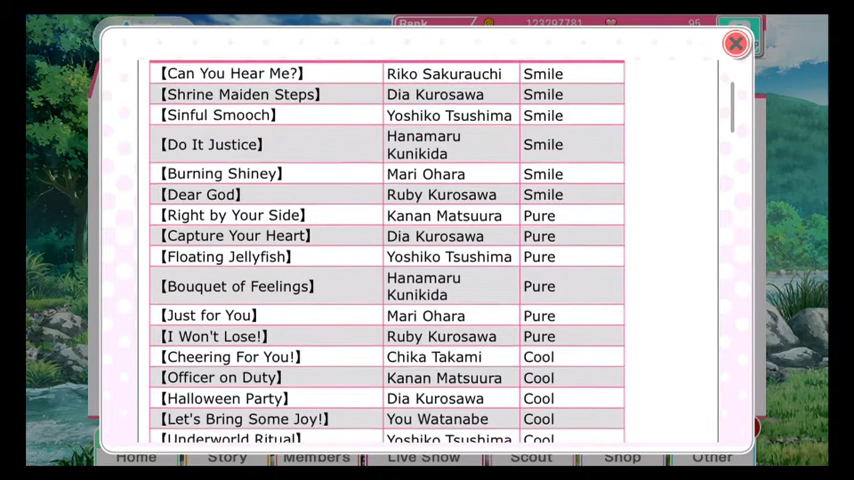 Rank 123297781 95
【Can You Hear Me?】 Riko Sakurauchi Smile
【Shrine Maiden Steps】 Dia Kurosawa Smile
【Sinful Smooch】 Yoshiko Tsushima Smile
【Do It Justice】 Hanamaru Kunikida Smile
【Burning Shiney】 Mari Ohara Smile
【Dear God】 Ruby Kurosawa Smile
【Right by Your Side】 Kanan Matsuura Pure
【Capture Your Heart】 Dia Kurosawa Pure
【Floating Jellyfish】 Yoshiko Tsushima Pure
【Bouquet of Feelings】 Hanamaru Kunikida Pure
【Just for You】 Mari Ohara Pure
【I Won't Lose!】 Ruby Kurosawa Pure
【Cheering For You!】 Chika Takami Cool
【Officer on Duty】 Kanan Matsuura Cool
【Halloween Party】 Dia Kurosawa Cool
【Let's Bring Some Joy!】 You Watanabe Cool
【Underworld Ritual】 Yoshiko Tsushima Cool
Home Story Members Live Show Scout Shop Other